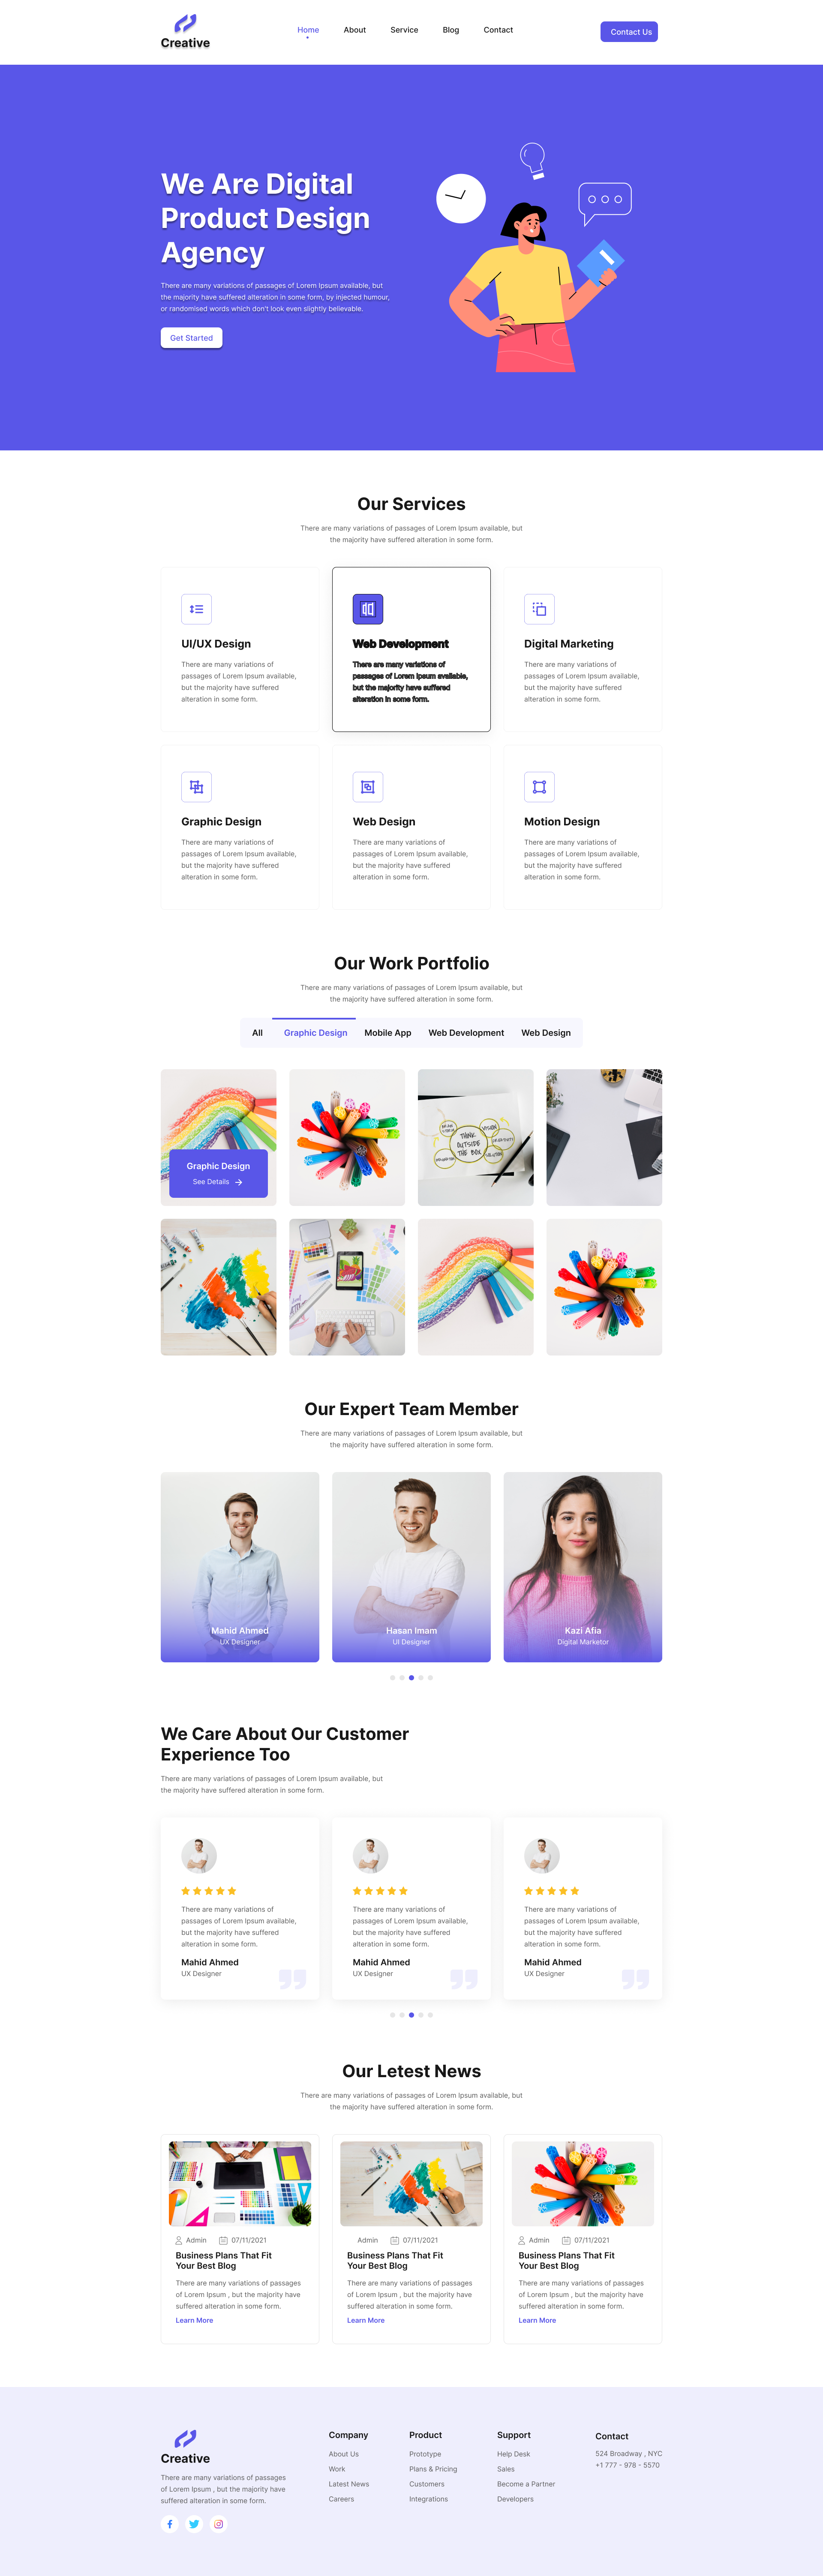 Creative
Home
About
Service
Blog
Contact
Contact Us
We Are Digital
Product Design
Agency
There are many variations of passages of Lorem Ipsum available, but
the majority have suffered alteration in some form, by injected humour,
or randomised words which don't look even slightly believable.
Get Started
Our Services
There are many variations of passages of Lorem Ipsum available, but
the majority have suffered alteration in some form.
UI/UX Design
There are many variations of
passages of Lorem Ipsum available,
but the majority have suffered
alteration in some form.
Web Development
There are many variations of
passages of Lorem Ipsum available,
but the majority have suffered
alteration in some form.
Digital Marketing
There are many variations of
passages of Lorem Ipsum available,
but the majority have suffered
alteration in some form.
Graphic Design
There are many variations of
passages of Lorem Ipsum available,
but the majority have suffered
alteration in some form.
Web Design
There are many variations of
passages of Lorem Ipsum available,
but the majority have suffered
alteration in some form.
Motion Design
There are many variations of
passages of Lorem Ipsum available,
but the majority have suffered
alteration in some form.
Our Work Portfolio
There are many variations of passages of Lorem Ipsum available, but
the majority have suffered alteration in some form.
All
Graphic Design
Mobile App
Web Development
Web Design
Graphic Design
See Details
THINK
OUTSIDE
THE BOX
Our Expert Team Member
There are many variations of passages of Lorem Ipsum available, but
the majority have suffered alteration in some form.
Mahid Ahmed
UX Designer
Hasan Imam
UI Designer
Kazi Afia
Digital Marketor
We Care About Our Customer
Experience Too
There are many variations of passages of Lorem Ipsum available, but
the majority have suffered alteration in some form.
There are many variations of
passages of Lorem Ipsum available,
but the majority have suffered
alteration in some form.
Mahid Ahmed
UX Designer
There are many variations of
passages of Lorem Ipsum available,
but the majority have suffered
alteration in some form.
Mahid Ahmed
UX Designer
There are many variations of
passages of Lorem Ipsum available,
but the majority have suffered
alteration in some form.
Mahid Ahmed
UX Designer
Our Letest News
There are many variations of passages of Lorem Ipsum available, but
the majority have suffered alteration in some form.
Admin
07/11/2021
Business Plans That Fit
Your Best Blog
There are many variations of passages
of Lorem Ipsum , but the majority have
suffered alteration in some form.
Learn More
Admin
07/11/2021
Business Plans That Fit
Your Best Blog
There are many variations of passages
of Lorem Ipsum , but the majority have
suffered alteration in some form.
Learn More
Admin
07/11/2021
Business Plans That Fit
Your Best Blog
There are many variations of passages
of Lorem Ipsum , but the majority have
suffered alteration in some form.
Learn More
Creative
There are many variations of passages
of Lorem Ipsum , but the majority have
suffered alteration in some form.
Company
About Us
Work
Latest News
Careers
Product
Prototype
Plans & Pricing
Customers
Integrations
Support
Help Desk
Sales
Become a Partner
Developers
Contact
524 Broadway , NYC
+1 777 - 978 - 5570